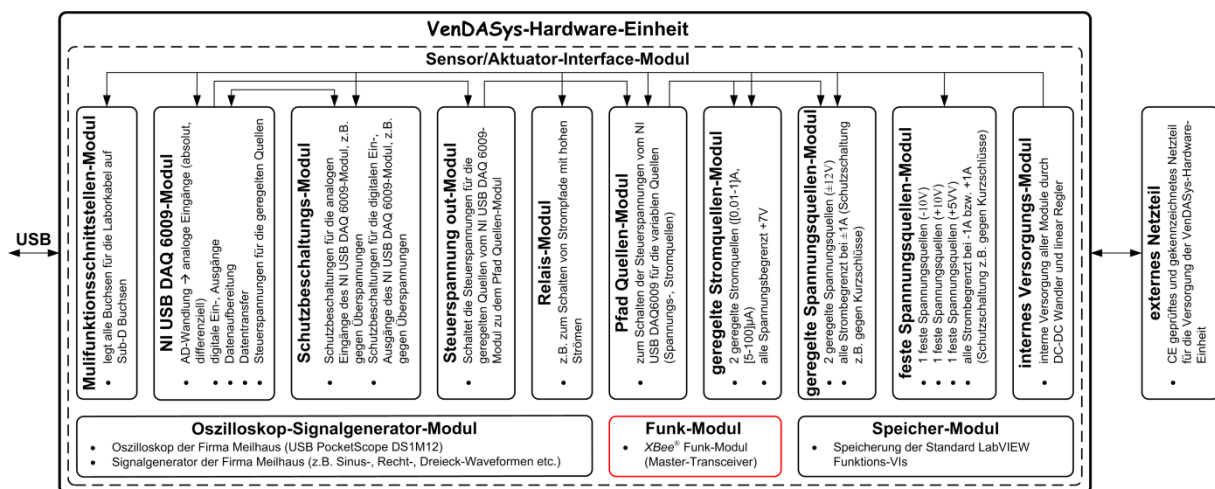 VenDASys-Hardware-Einheit
Sensor/Aktuator-Interface-Modul
USB
Mulifunktionsschnittstellen-Modul
• legt alle Buchsen für die Laborkabel auf
Sub-D Buchsen
NI USB DAQ 6009-Modul
• AD-Wandlung → analoge Eingänge (absolut,
differenziell)
• digitale Ein-, Ausgänge
• Datenaufbereitung
• Datentransfer
• Steuerspannungen für die geregelten Quellen
Schutzbeschaltungs-Modul
• Schutzbeschaltungen für die analogen
Eingänge des NI USB DAQ 6009-Modul, z.B.
gegen Überspannungen
• Schutzbeschaltungen für die digitalen Ein-,
Ausgänge des NI USB DAQ 6009-Modul, z.B.
gegen Überspannungen
Steuerspannung out-Modul
• Schaltet die Steuerspannungen für die
geregelten Quellen vom NI USB DAQ 6009-
Modul zu dem Pfad Quellen-Modul
Relais-Modul
• z.B. zum Schalten von Strompfade mit hohen
Strömen
Pfad Quellen-Modul
• zum Schalten der Steuerspannungen vom NI
USB DAQ6009 für die variablen Quellen
(Spannungs-, Stromquellen)
geregelte Stromquellen-Modul
• 2 geregelte Stromquellen ([0,01-1]A,
[5-100]µA)
• alle Spannungsbegrenzt +7V
geregelte Spannungsquellen-Modul
• 2 geregelte Spannungsquellen (±12V)
• alle Strombegrenzt bei ±1A (Schutzschaltung
z.B. gegen Kurzschlüsse)
feste Spannungsquellen-Modul
• 1 feste Spannungsquellen (-10V)
• 1 feste Spannungsquellen (+10V)
• 1 feste Spannungsquellen (+5VV)
• alle Strombegrenzt bei -1A bzw. +1A
(Schutzschaltung z.B. gegen Kurzschlüsse)
internes Versorgungs-Modul
• interne Versorgung aller Module durch
DC-DC Wandler und linear Regler
externes Netzteil
• CE geprüftes und gekennzeichnetes Netzteil
für die Versorgung der VenDASys-Hardware-
Einheit
Oszilloskop-Signalgenerator-Modul
• Oszilloskop der Firma Meilhaus (USB PocketScope DS1M12)
• Signalgenerator der Firma Meilhaus (z.B. Sinus-, Recht-, Dreieck-Waveformen etc.)
Funk-Modul
• XBee® Funk-Modul
(Master-Transceiver)
Speicher-Modul
• Speicherung der Standard LabVIEW
Funktions-VIs